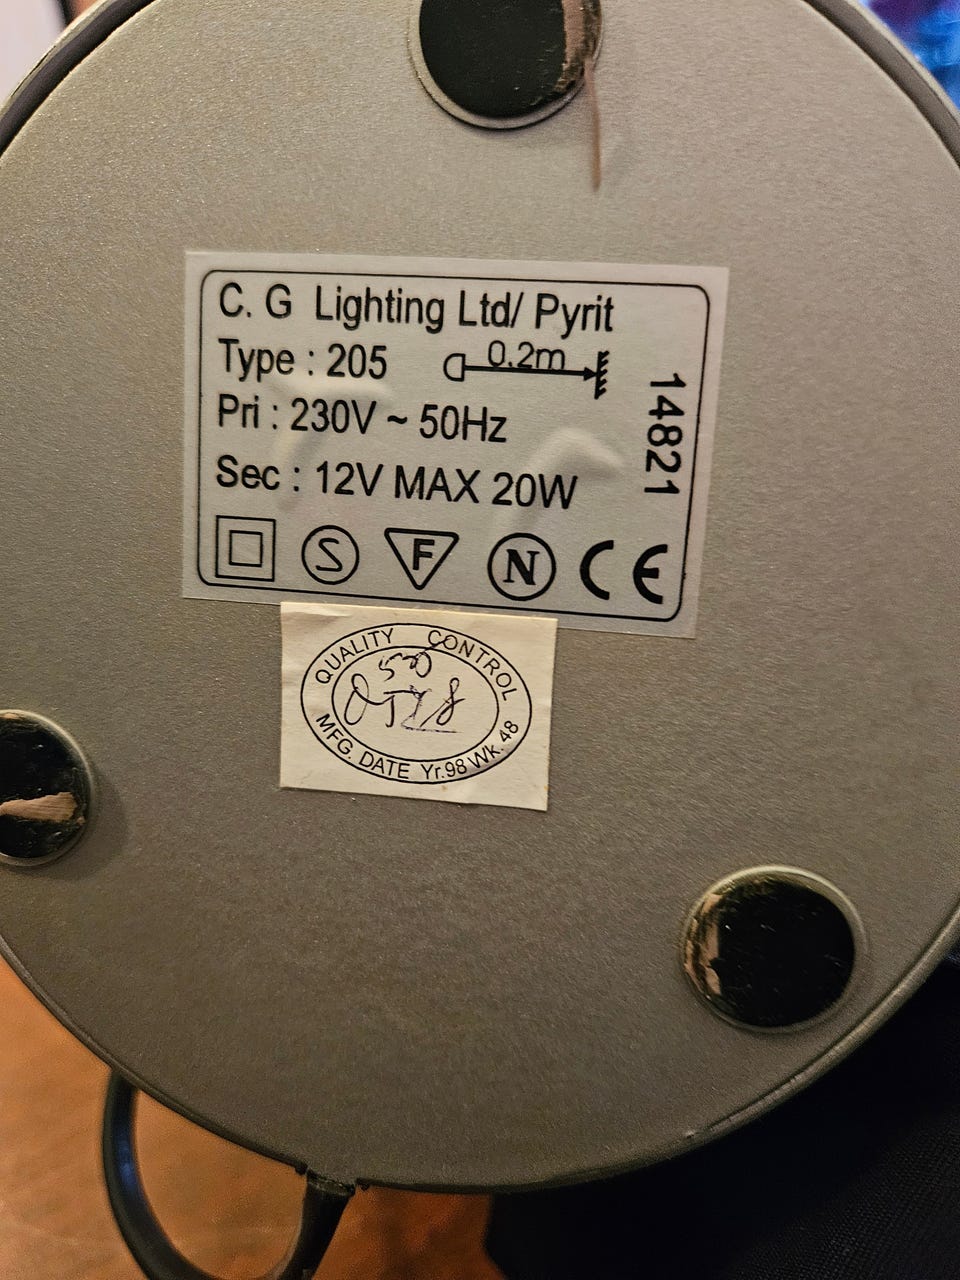 C. G Lighting Ltd/ Pyrit
Type : 205
0.2m
Pri : 230V ~ 50Hz
Sec : 12V MAX 20W
14821
S F N CE
QUALITY CONTROL
MFG. DATE Yr.98 Wk.48